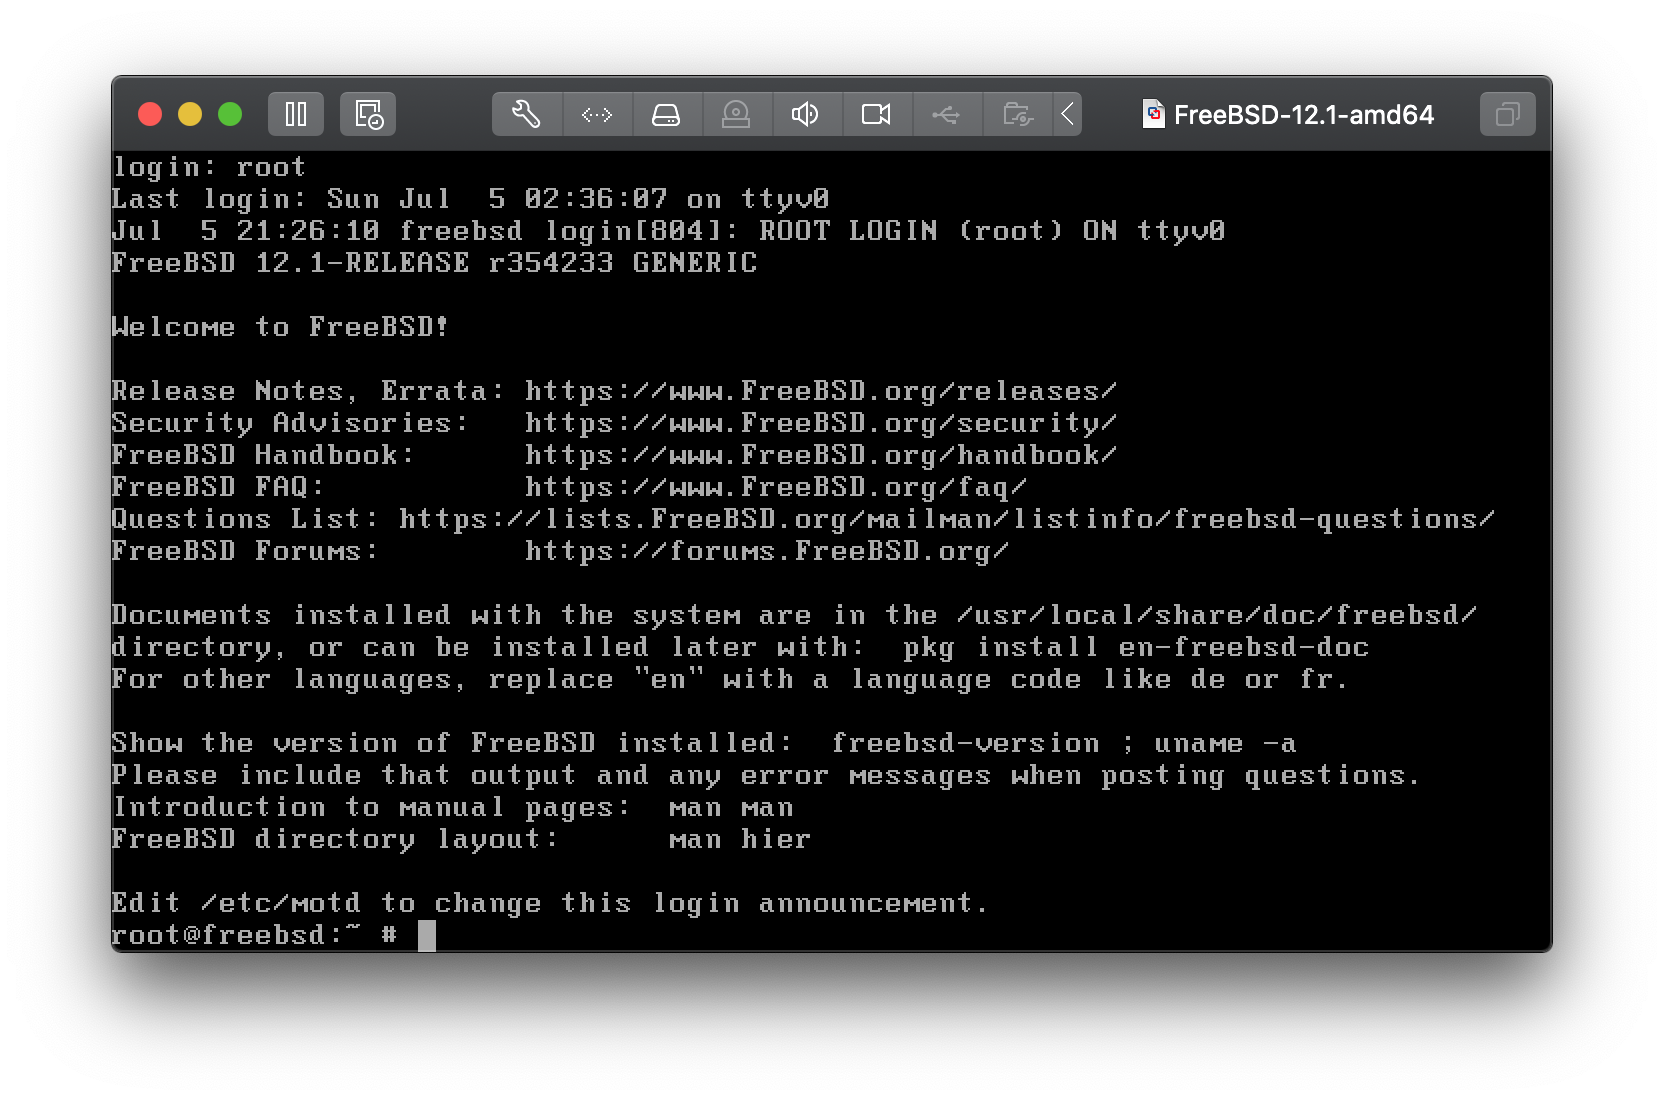 FreeBSD-12.1-amd64
login: root
Last login: Sun Jul  5 02:36:07 on ttyv0
Jul  5 21:26:10 freebsd login[804]: ROOT LOGIN (root) ON ttyv0
FreeBSD 12.1-RELEASE r354233 GENERIC
Welcome to FreeBSD!
Release Notes, Errata: https://www.FreeBSD.org/releases/
Security Advisories:   https://www.FreeBSD.org/security/
FreeBSD Handbook:      https://www.FreeBSD.org/handbook/
FreeBSD FAQ:           https://www.FreeBSD.org/faq/
Questions List: https://lists.FreeBSD.org/mailman/listinfo/freebsd-questions/
FreeBSD Forums:        https://forums.FreeBSD.org/
Documents installed with the system are in the /usr/local/share/doc/freebsd/
directory, or can be installed later with:  pkg install en-freebsd-doc
For other languages, replace "en" with a language code like de or fr.
Show the version of FreeBSD installed:  freebsd-version ; uname -a
Please include that output and any error messages when posting questions.
Introduction to manual pages:  man man
FreeBSD directory layout:      man hier
Edit /etc/motd to change this login announcement.
root@freebsd:~ #